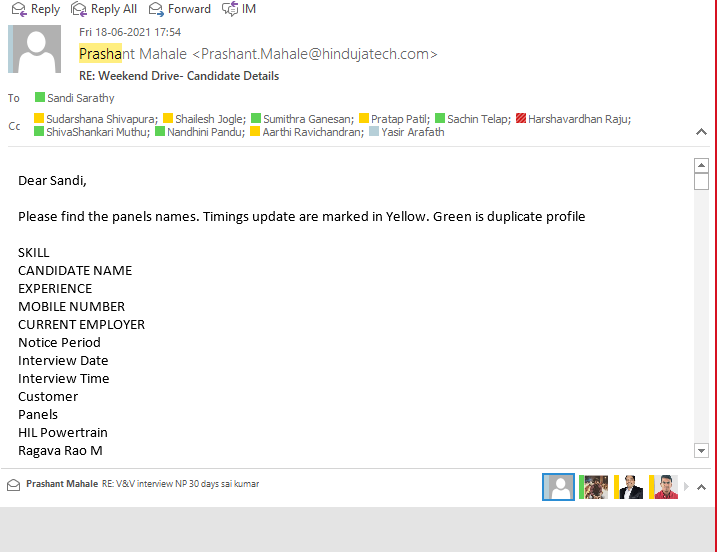 Reply Reply All Forward IM
Fri 18-06-2021 17:54
Prashant Mahale <Prashant.Mahale@hindujatech.com>
RE: Weekend Drive- Candidate Details
To Sandi Sarathy
Cc Sudarshana Shivapura; Shailesh Jogle; Sumithra Ganesan; Pratap Patil; Sachin Telap; Harshavardhan Raju;
ShivaShankari Muthu; Nandhini Pandu; Aarthi Ravichandran; Yasir Arafath
Dear Sandi,
Please find the panels names. Timings update are marked in Yellow. Green is duplicate profile
SKILL
CANDIDATE NAME
EXPERIENCE
MOBILE NUMBER
CURRENT EMPLOYER
Notice Period
Interview Date
Interview Time
Customer
Panels
HIL Powertrain
Ragava Rao M
Prashant Mahale RE: V&V interview NP 30 days sai kumar